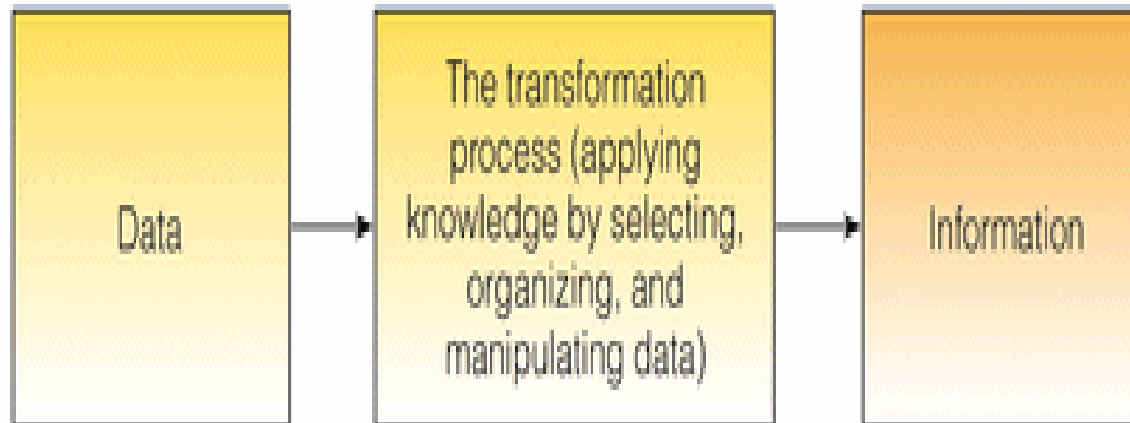 Data
The transformation
process (applying
knowledge by selecting,
organizing, and
manipulating data)
Information